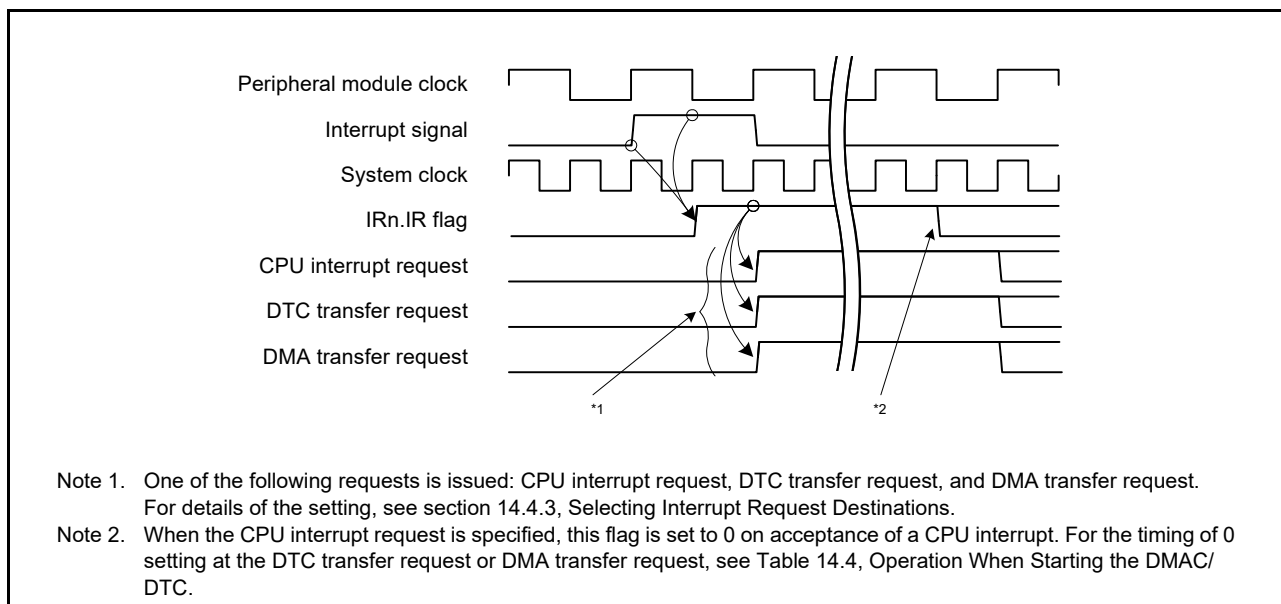 Peripheral module clock
Interrupt signal
System clock
IRn.IR flag
CPU interrupt request
DTC transfer request
DMA transfer request
*1
*2
Note 1. One of the following requests is issued: CPU interrupt request, DTC transfer request, and DMA transfer request.
For details of the setting, see section 14.4.3, Selecting Interrupt Request Destinations.
Note 2. When the CPU interrupt request is specified, this flag is set to 0 on acceptance of a CPU interrupt. For the timing of 0
setting at the DTC transfer request or DMA transfer request, see Table 14.4, Operation When Starting the DMAC/
DTC.